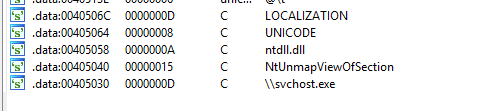 's' .data:0040506C 0000000D C LOCALIZATION
's' .data:00405064 00000008 C UNICODE
's' .data:00405058 0000000A C ntdll.dll
's' .data:00405040 00000015 C NtUnmapViewOfSection
's' .data:00405030 0000000D C \\svchost.exe